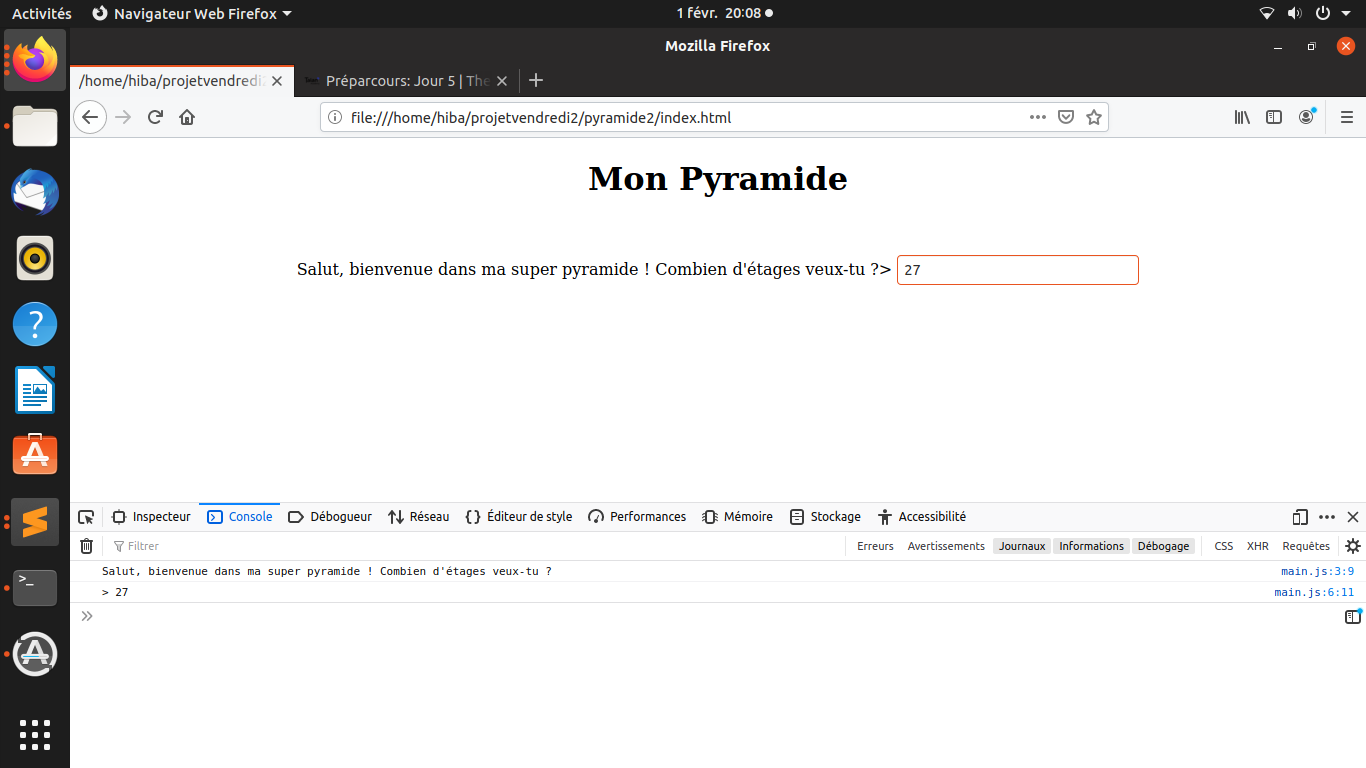 Activités Navigateur Web Firefox 1 févr. 20:08
Mozilla Firefox
/home/hiba/projetvendredi2 Préparcours: Jour 5 | The
file:///home/hiba/projetvendredi2/pyramide2/index.html
Mon Pyramide
Salut, bienvenue dans ma super pyramide ! Combien d'étages veux-tu ?> 27
Inspecteur Console Débogueur Réseau Éditeur de style Performances Mémoire Stockage Accessibilité
Filtrer Erreurs Avertissements Journaux Informations Débogage CSS XHR Requêtes
Salut, bienvenue dans ma super pyramide ! Combien d'étages veux-tu ? main.js:3:9
> 27 main.js:6:11